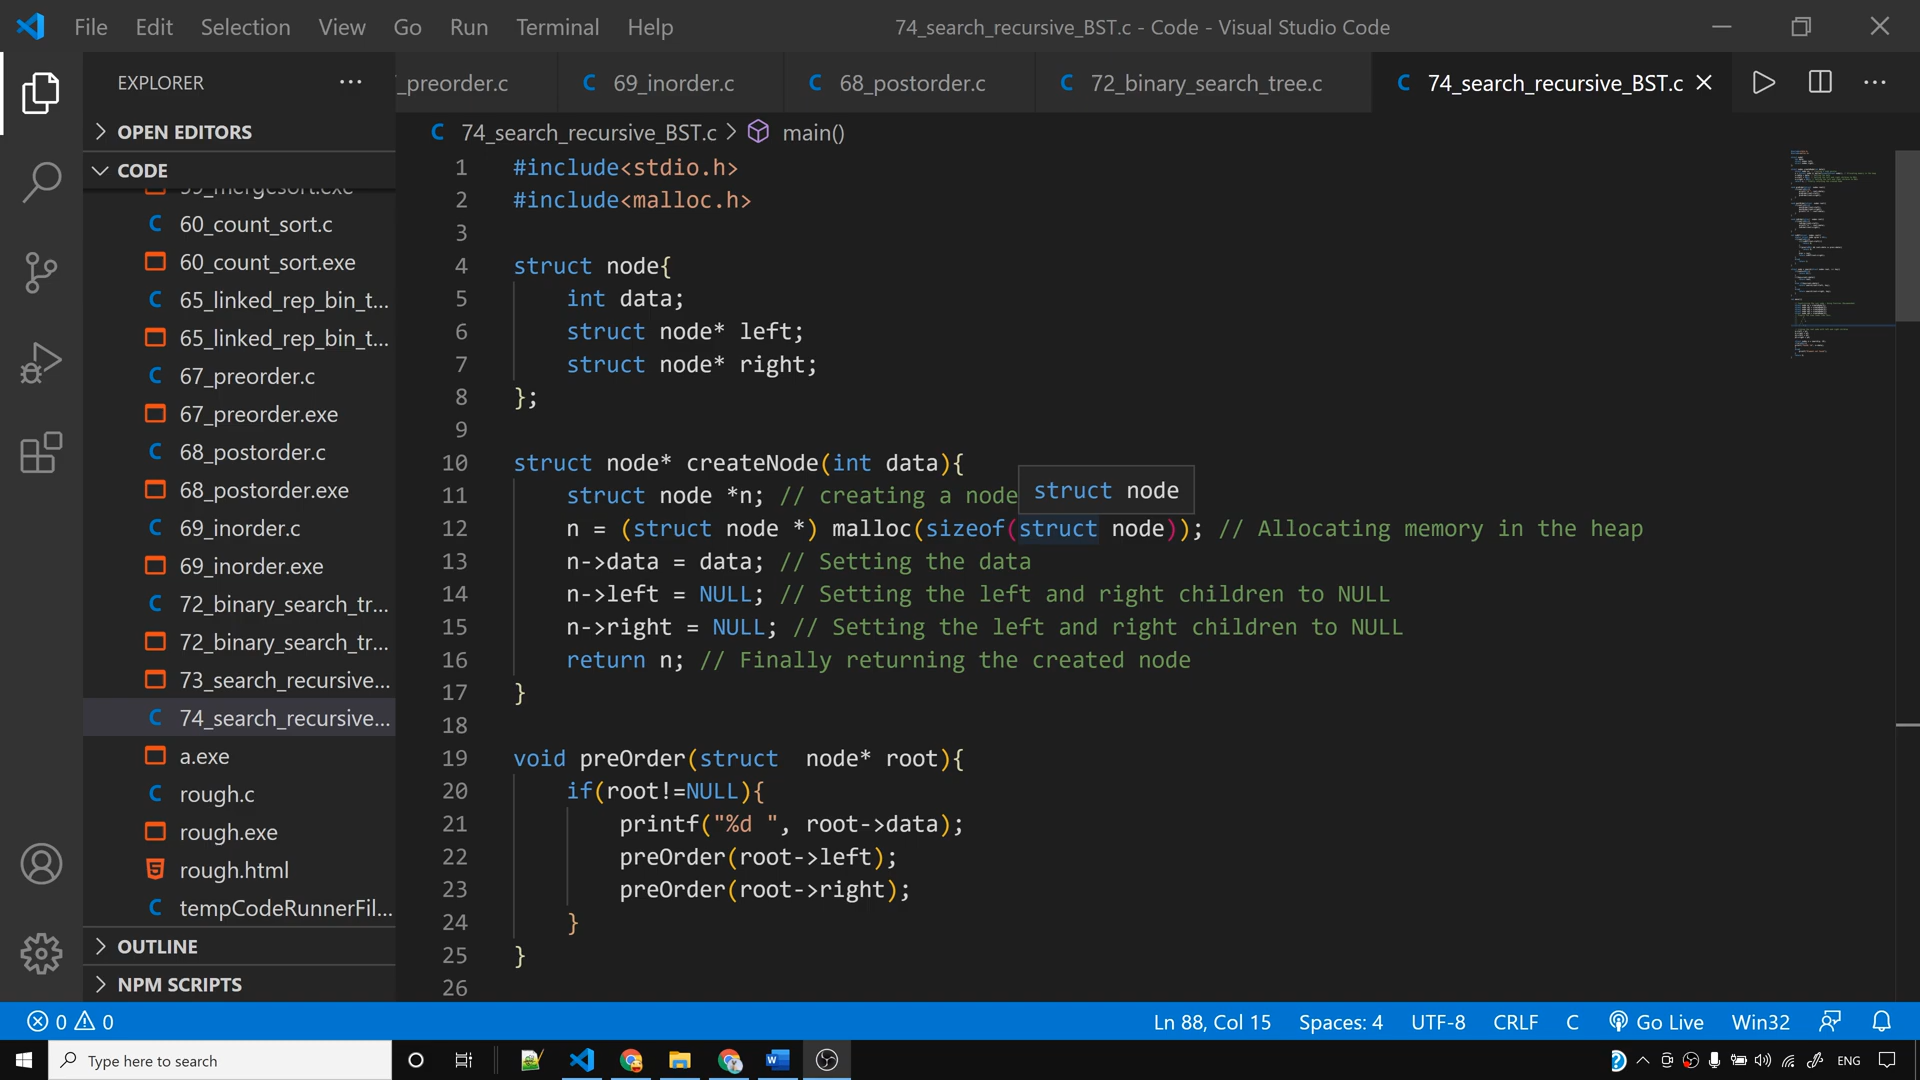 File Edit Selection View Go Run Terminal Help
74_search_recursive_BST.c - Code - Visual Studio Code
EXPLORER
_preorder.c
C 69_inorder.c
C 68_postorder.c
C 72_binary_search_tree.c
C 74_search_recursive_BST.c
OPEN EDITORS
CODE
59_mergesort.exe
C 60_count_sort.c
60_count_sort.exe
C 65_linked_rep_bin_t...
65_linked_rep_bin_t...
C 67_preorder.c
67_preorder.exe
C 68_postorder.c
68_postorder.exe
C 69_inorder.c
69_inorder.exe
C 72_binary_search_tr...
72_binary_search_tr...
73_search_recursive...
C 74_search_recursive...
a.exe
C rough.c
rough.exe
rough.html
C tempCodeRunnerFil...
OUTLINE
NPM SCRIPTS
C 74_search_recursive_BST.c > main()
1 #include<stdio.h>
2 #include<malloc.h>
3
4 struct node{
5 int data;
6 struct node* left;
7 struct node* right;
8 };
9
10 struct node* createNode(int data){
11 struct node *n; // creating a node
struct node
12 n = (struct node *) malloc(sizeof(struct node)); // Allocating memory in the heap
13 n->data = data; // Setting the data
14 n->left = NULL; // Setting the left and right children to NULL
15 n->right = NULL; // Setting the left and right children to NULL
16 return n; // Finally returning the created node
17 }
18
19 void preOrder(struct  node* root){
20 if(root!=NULL){
21 printf("%d ", root->data);
22 preOrder(root->left);
23 preOrder(root->right);
24 }
25 }
26
0 0
Ln 88, Col 15
Spaces: 4
UTF-8
CRLF
C
Go Live
Win32
Type here to search
ENG